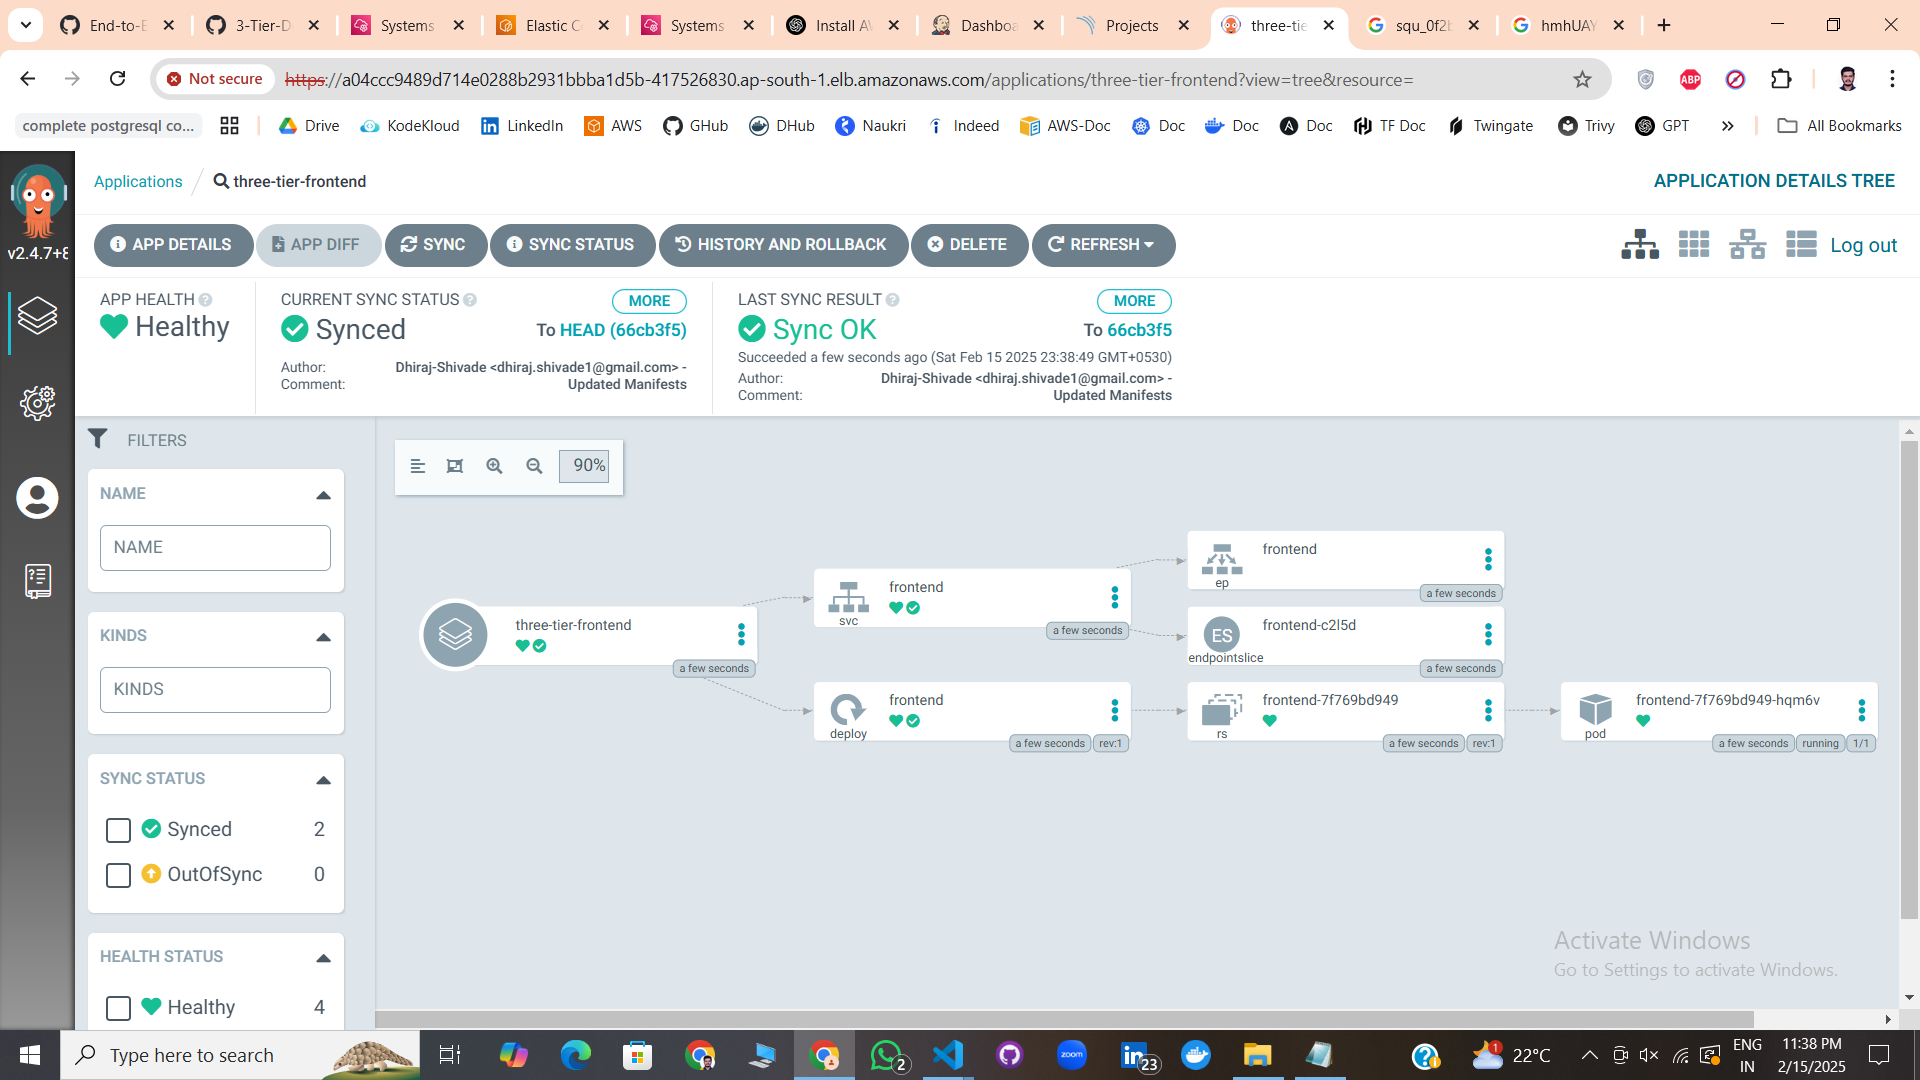 End-to-E
3-Tier-D
Systems
Elastic Co
Systems
Install AW
Dashboa
Projects
three-tie
squ_0f2b
hmhUAY
Not secure
https://a04ccc9489d714e0288b2931bbba1d5b-417526830.ap-south-1.elb.amazonaws.com/applications/three-tier-frontend?view=tree&resource=
ABP
complete postgresql co...
Drive
KodeKloud
LinkedIn
AWS
GHub
DHub
Naukri
Indeed
AWS-Doc
Doc
Doc
Doc
TF Doc
Twingate
Trivy
GPT
All Bookmarks
v2.4.7+8
Applications
three-tier-frontend
APPLICATION DETAILS TREE
APP DETAILS
APP DIFF
SYNC
SYNC STATUS
HISTORY AND ROLLBACK
DELETE
REFRESH
Log out
APP HEALTH
Healthy
CURRENT SYNC STATUS
MORE
Synced
To HEAD (66cb3f5)
Author: Dhiraj-Shivade <dhiraj.shivade1@gmail.com> -
Comment: Updated Manifests
LAST SYNC RESULT
MORE
Sync OK
To 66cb3f5
Succeeded a few seconds ago (Sat Feb 15 2025 23:38:49 GMT+0530)
Author: Dhiraj-Shivade <dhiraj.shivade1@gmail.com> -
Comment: Updated Manifests
FILTERS
NAME
NAME
KINDS
KINDS
SYNC STATUS
Synced 2
OutOfSync 0
HEALTH STATUS
Healthy 4
90%
three-tier-frontend
a few seconds
frontend
svc
a few seconds
frontend
deploy
a few seconds
rev:1
frontend
ep
a few seconds
ES
frontend-c2l5d
endpointslice
a few seconds
frontend-7f769bd949
rs
a few seconds
rev:1
frontend-7f769bd949-hqm6v
pod
a few seconds
running
1/1
Activate Windows
Go to Settings to activate Windows.
Type here to search
2
zoom
23
1
22°C
ENG
IN
11:38 PM
2/15/2025